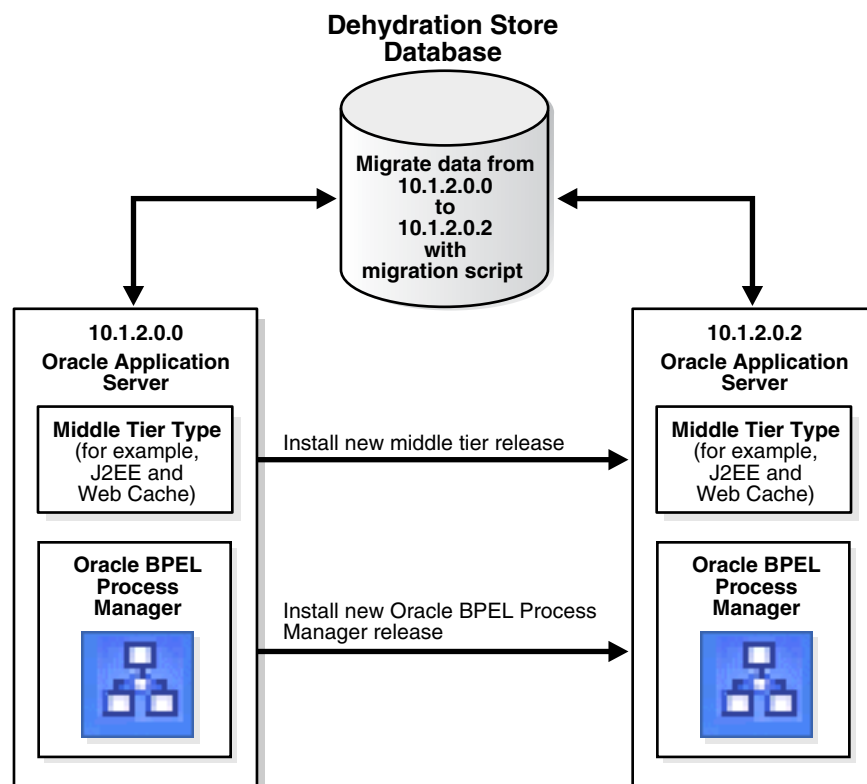 Dehydration Store
Database
Migrate data from
10.1.2.0.0
to
10.1.2.0.2
with
migration script
10.1.2.0.0
Oracle Application
Server
Middle Tier Type
(for example,
J2EE and
Web Cache)
Oracle BPEL
Process
Manager
Install new middle tier release
Install new Oracle BPEL Process
Manager release
10.1.2.0.2
Oracle Application
Server
Middle Tier Type
(for example,
J2EE and
Web Cache)
Oracle BPEL
Process
Manager